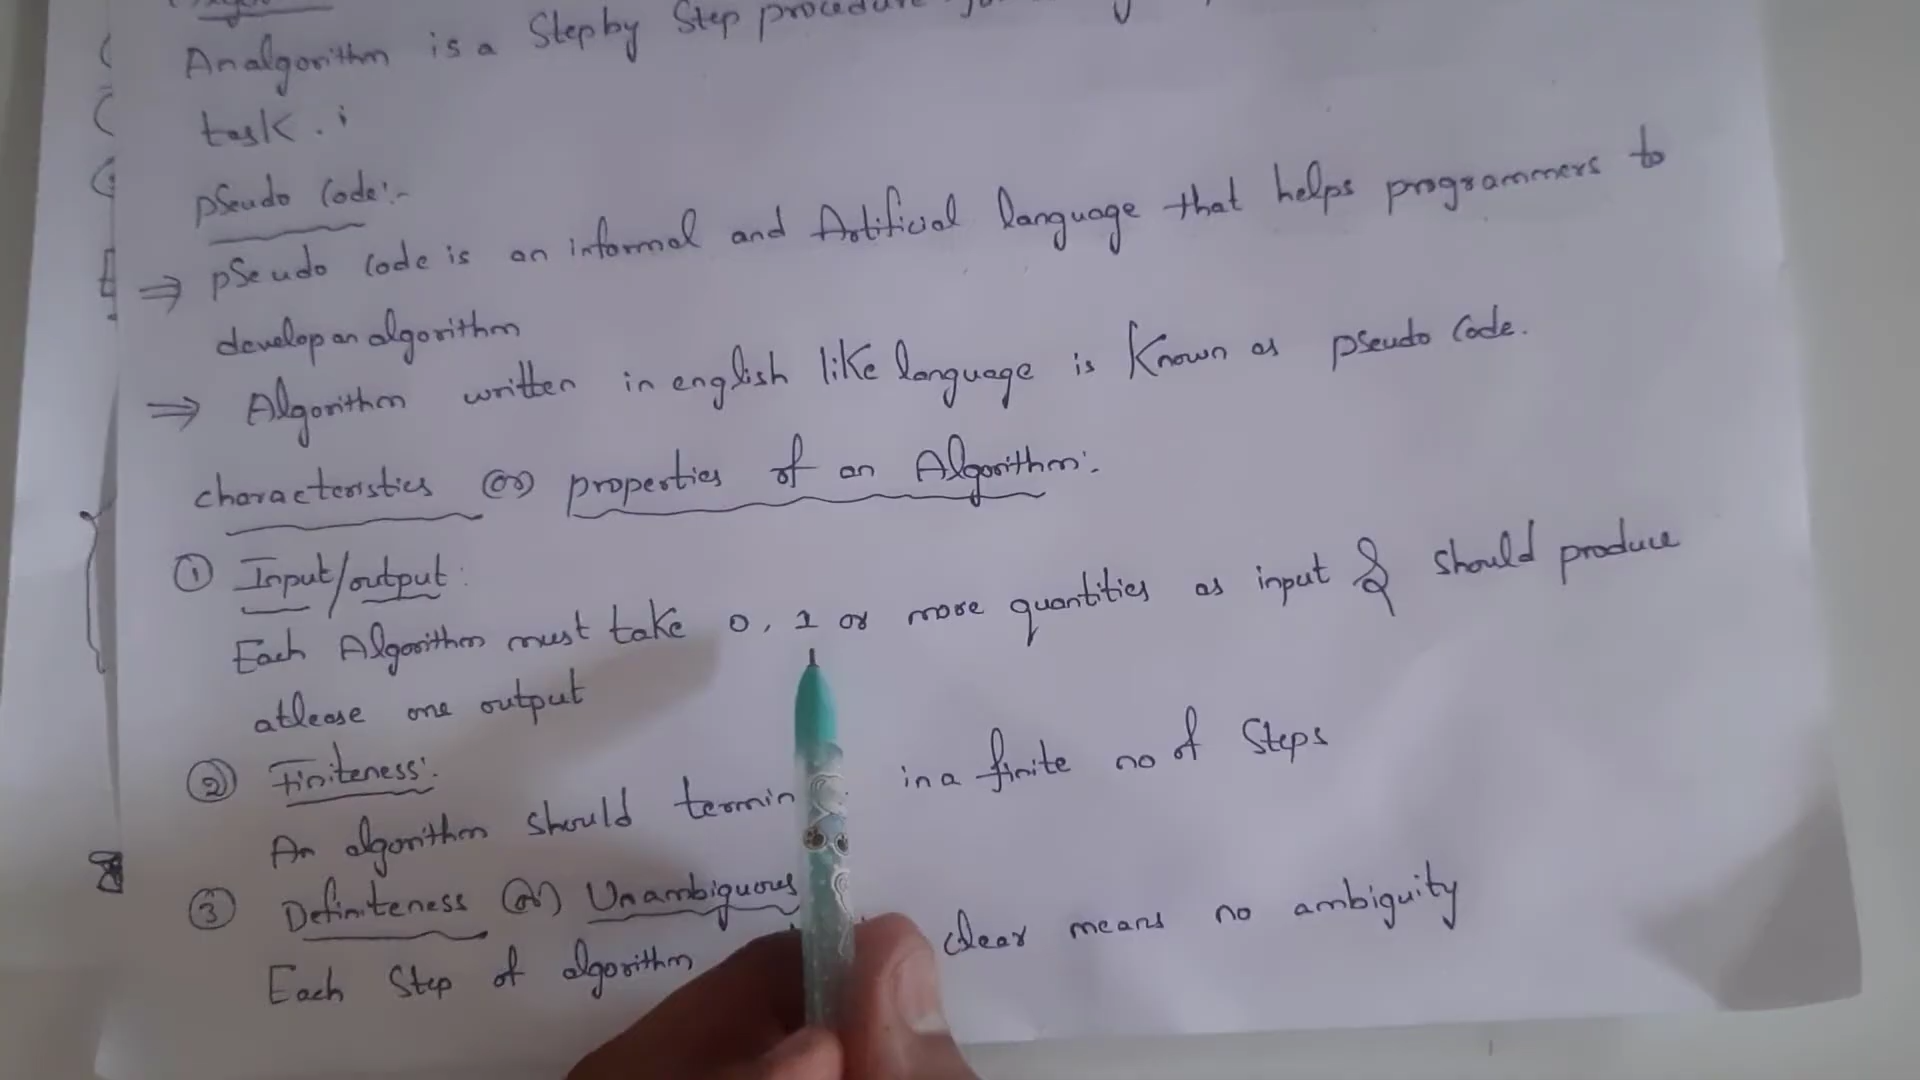 An algorithm is a Step by Step procedure
task.
pseudo Code:-
⇒ pseudo Code is an informal and Artificial language that helps programmers to
develop an algorithm
⇒ Algorithm written in english like language is Known as pseudo Code.
characteristics (or) properties of an Algorithm:-
① Input/output:
Each Algorithm must take 0, 1 or more quantities as input & should produce
atlease one output
② Finiteness:
An algorithm should in a finite no of Steps
③ Definiteness (or) Unambiguous
Each Step of algorithm clear means no ambiguity